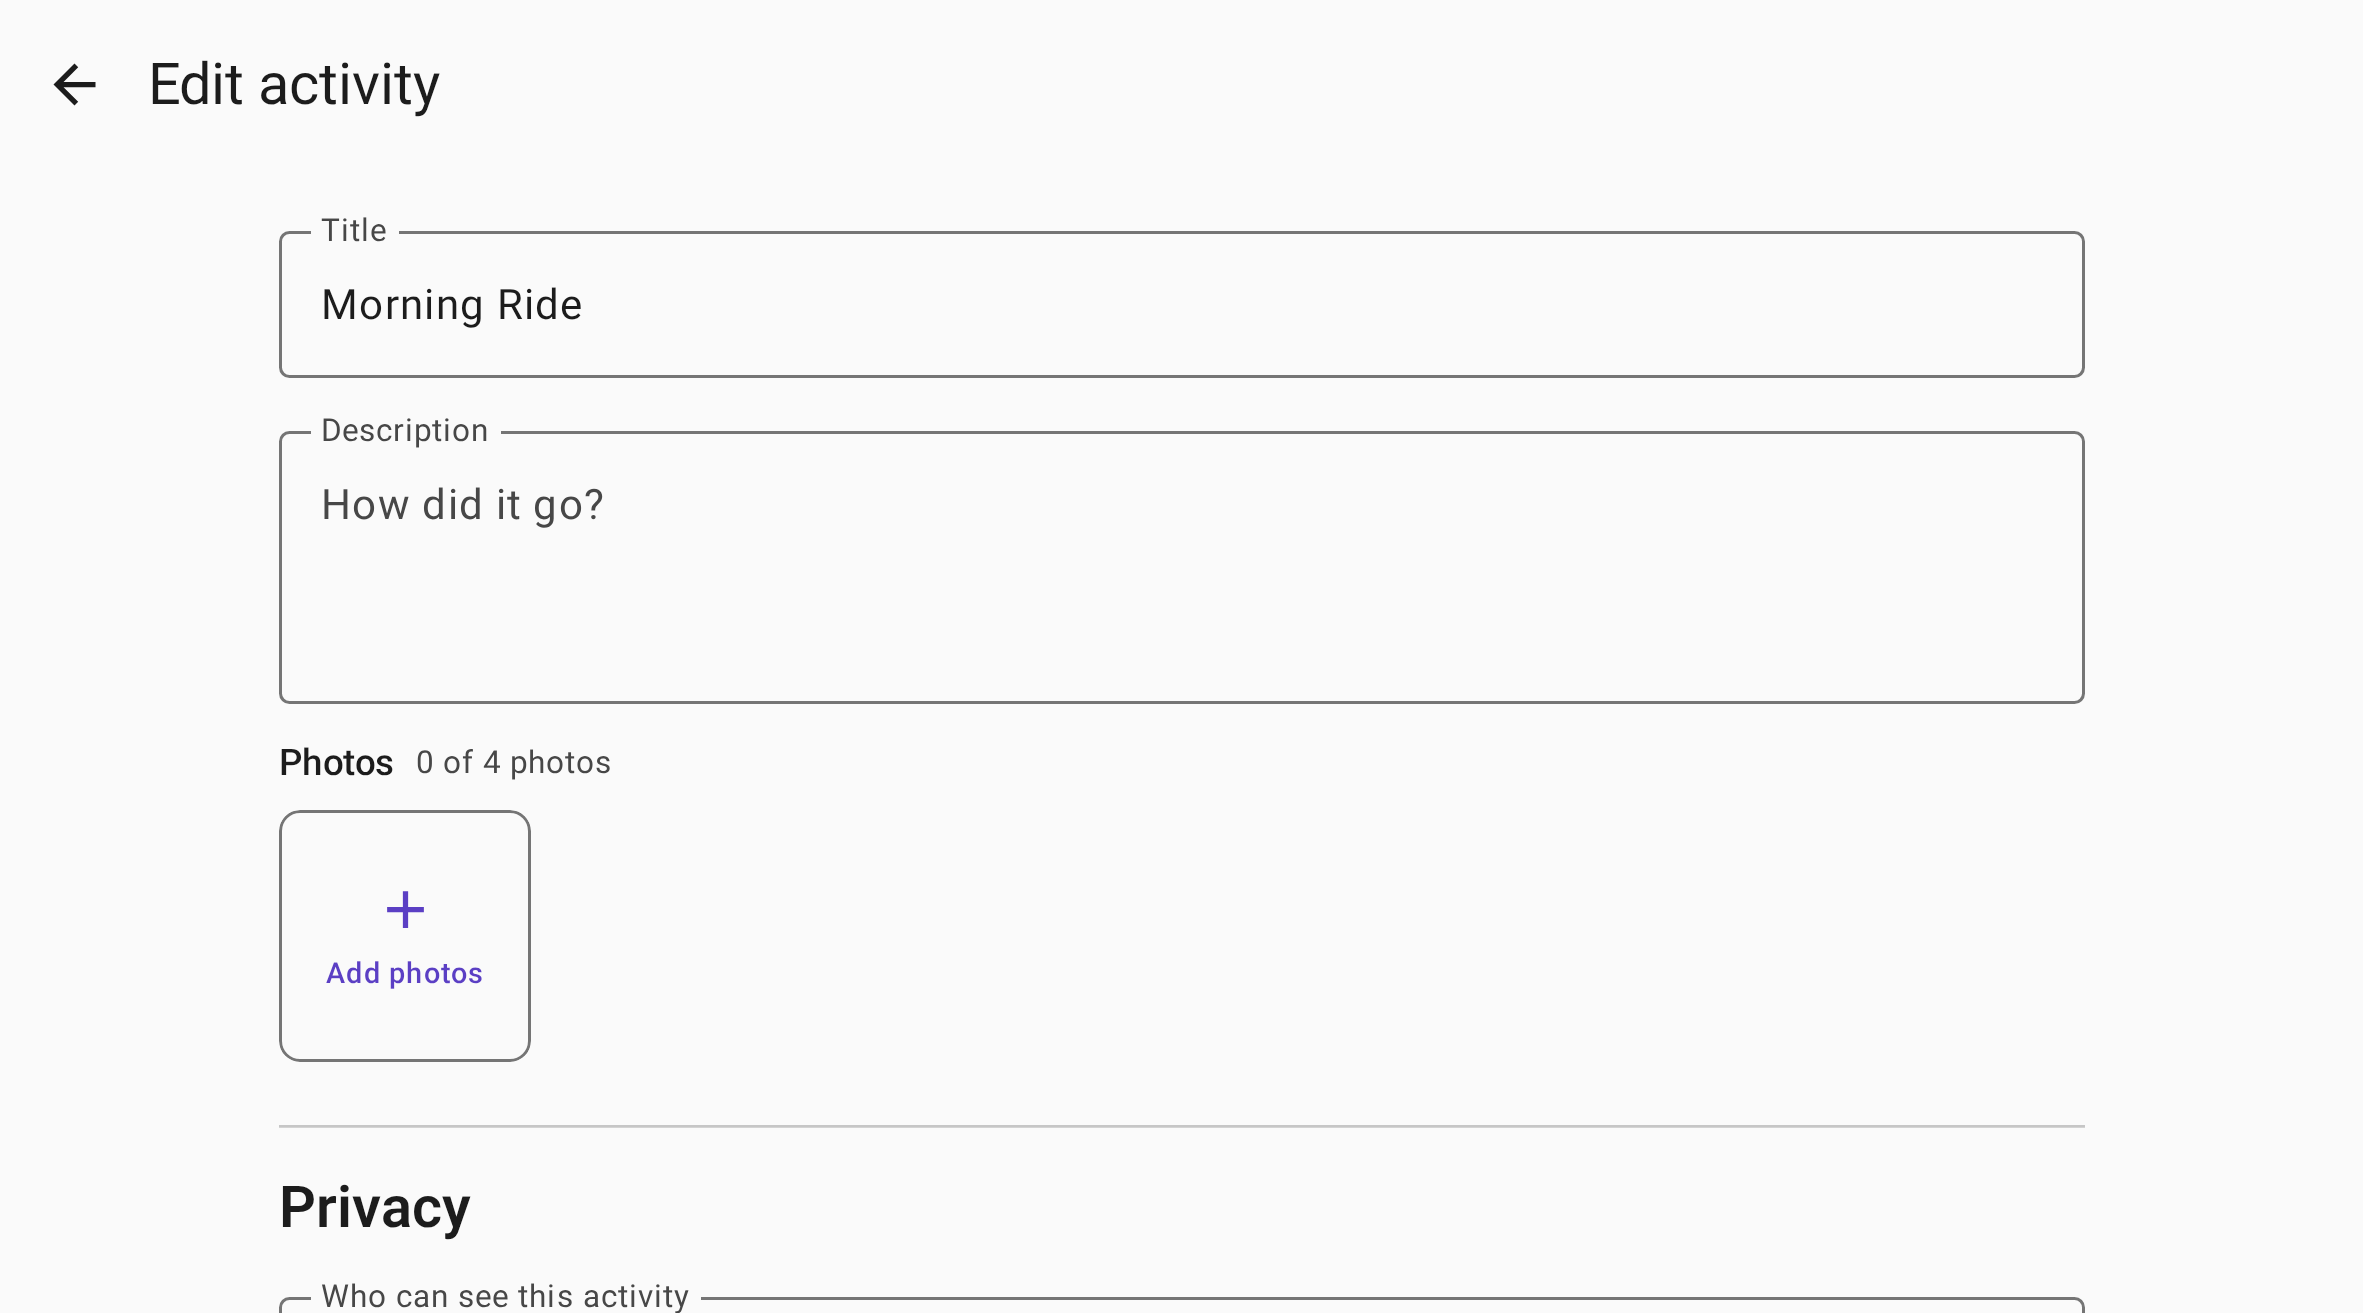 Edit activity
Title
Morning Ride
Description
How did it go?
Photos 0 of 4 photos
Add photos
Privacy
Who can see this activity